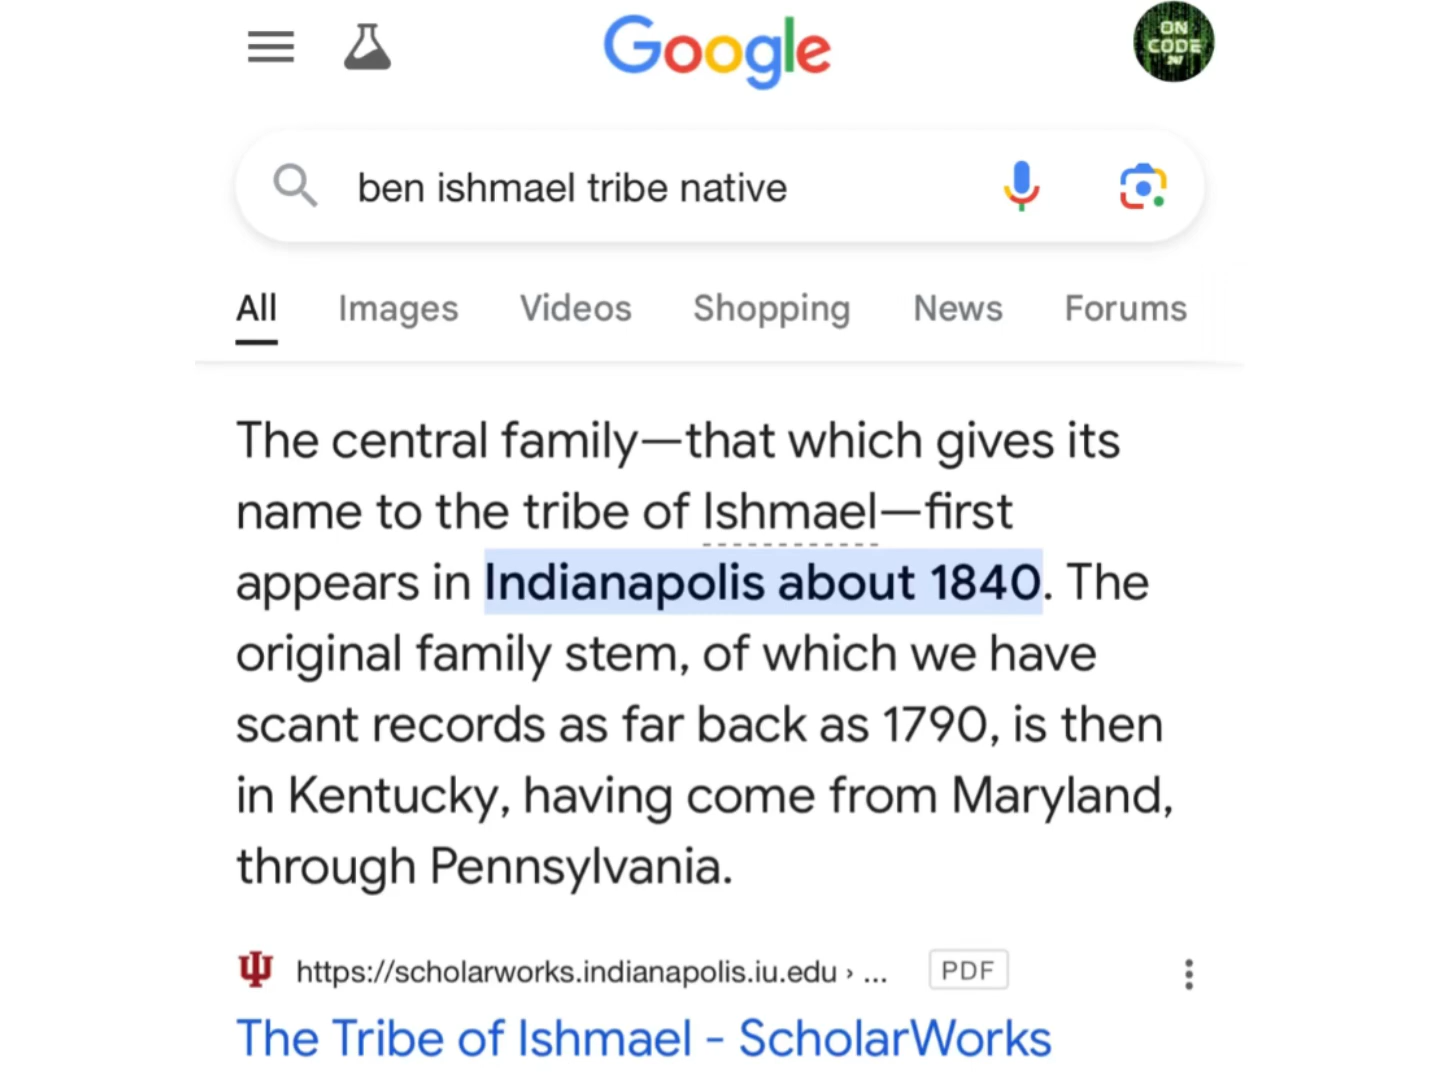 Google
ON
CODE
247
ben ishmael tribe native
All Images Videos Shopping News Forums
The central family—that which gives its
name to the tribe of Ishmael—first
appears in Indianapolis about 1840. The
original family stem, of which we have
scant records as far back as 1790, is then
in Kentucky, having come from Maryland,
through Pennsylvania.
https://scholarworks.indianapolis.iu.edu › ... PDF
The Tribe of Ishmael - ScholarWorks